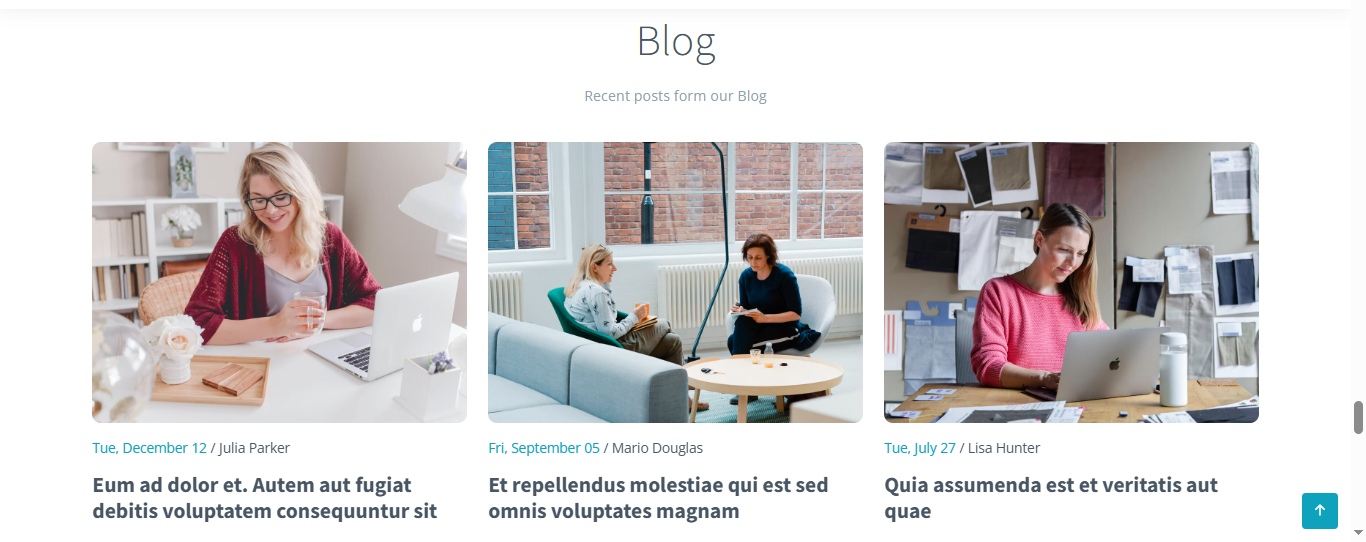 Blog
Recent posts form our Blog
Tue, December 12 / Julia Parker
Eum ad dolor et. Autem aut fugiat
debitis voluptatem consequuntur sit
Fri, September 05 / Mario Douglas
Et repellendus molestiae qui est sed
omnis voluptates magnam
Tue, July 27 / Lisa Hunter
Quia assumenda est et veritatis aut
quae